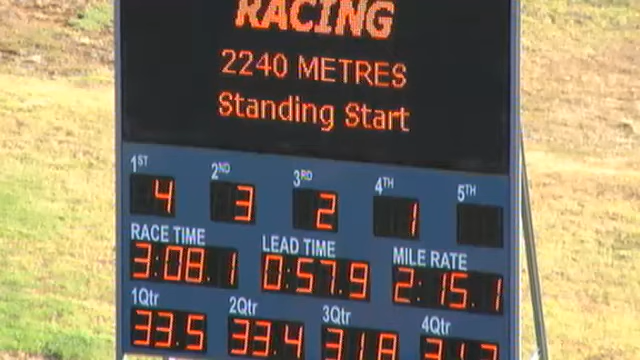 RACING
2240 METRES
Standing Start
1ST 2ND 3RD 4TH 5TH
4 3 2 1
RACE TIME LEAD TIME MILE RATE
3:08.1 0:57.9 2:15.1
1Qtr 2Qtr 3Qtr 4Qtr
33.5 33.4 31.8